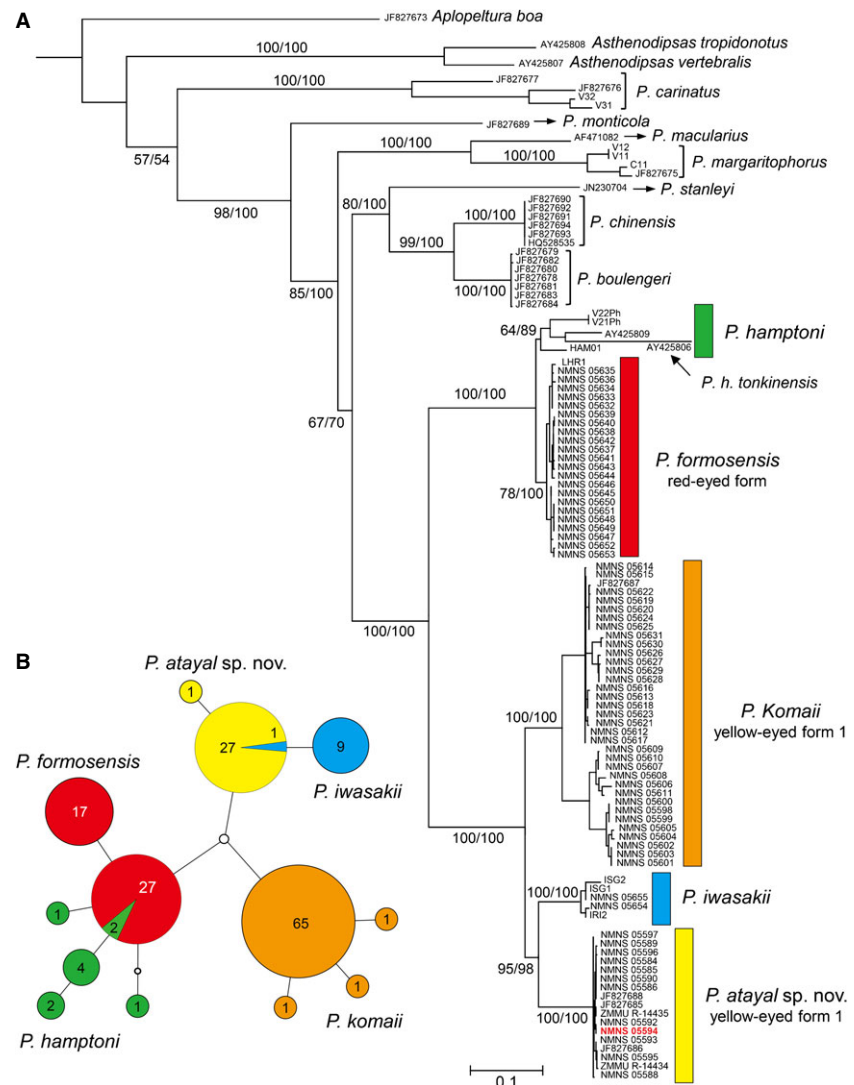 A
JF827673 Aplopeltura boa
100/100
AY425808 Asthenodipsas tropidonotus
AY425807 Asthenodipsas vertebralis
100/100
JF827677
JF827676
V32
V31
P. carinatus
57/54
JF827689 P. monticola
98/100
AF471082 P. macularius
100/100
V12
V11
C11
JF827675
P. margaritophorus
85/100
80/100
JN230704 P. stanleyi
99/100
100/100
JF827690
JF827692
JF827691
JF827694
JF827693
HQ528535
P. chinensis
100/100
JF827679
JF827682
JF827680
JF827678
JF827681
JF827683
JF827684
P. boulengeri
67/70
100/100
64/89
V22Ph
V21Ph
AY425809
AY425806
HAM01
P. hamptoni
P. h. tonkinensis
100/100
78/100
LHR1
NMNS 05635
NMNS 05636
NMNS 05634
NMNS 05633
NMNS 05632
NMNS 05639
NMNS 05640
NMNS 05638
NMNS 05642
NMNS 05637
NMNS 05641
NMNS 05643
NMNS 05644
NMNS 05646
NMNS 05645
NMNS 05650
NMNS 05651
NMNS 05648
NMNS 05649
NMNS 05647
NMNS 05652
NMNS 05653
P. formosensis
red-eyed form
100/100
100/100
NMNS 05614
NMNS 05615
JF827687
NMNS 05622
NMNS 05619
NMNS 05620
NMNS 05624
NMNS 05625
NMNS 05631
NMNS 05630
NMNS 05626
NMNS 05627
NMNS 05629
NMNS 05628
NMNS 05616
NMNS 05613
NMNS 05618
NMNS 05623
NMNS 05621
NMNS 05612
NMNS 05617
NMNS 05609
NMNS 05610
NMNS 05607
NMNS 05608
NMNS 05606
NMNS 05611
NMNS 05600
NMNS 05598
NMNS 05599
NMNS 05605
NMNS 05604
NMNS 05602
NMNS 05603
NMNS 05601
P. Komaii
yellow-eyed form 1
95/98
100/100
ISG2
ISG1
NMNS 05655
NMNS 05654
IRI2
P. iwasakii
100/100
NMNS 05597
NMNS 05589
NMNS 05596
NMNS 05584
NMNS 05585
NMNS 05590
NMNS 05586
JF827688
JF827685
ZMMU R-14435
NMNS 05592
NMNS 05594
NMNS 05593
JF827686
NMNS 05595
ZMMU R-14434
NMNS 05588
P. atayal sp. nov.
yellow-eyed form 1
0.1
B
P. atayal sp. nov.
1
27
1
9
P. iwasakii
P. formosensis
17
27
2
1
4
2
1
P. hamptoni
65
1
1
1
P. komaii